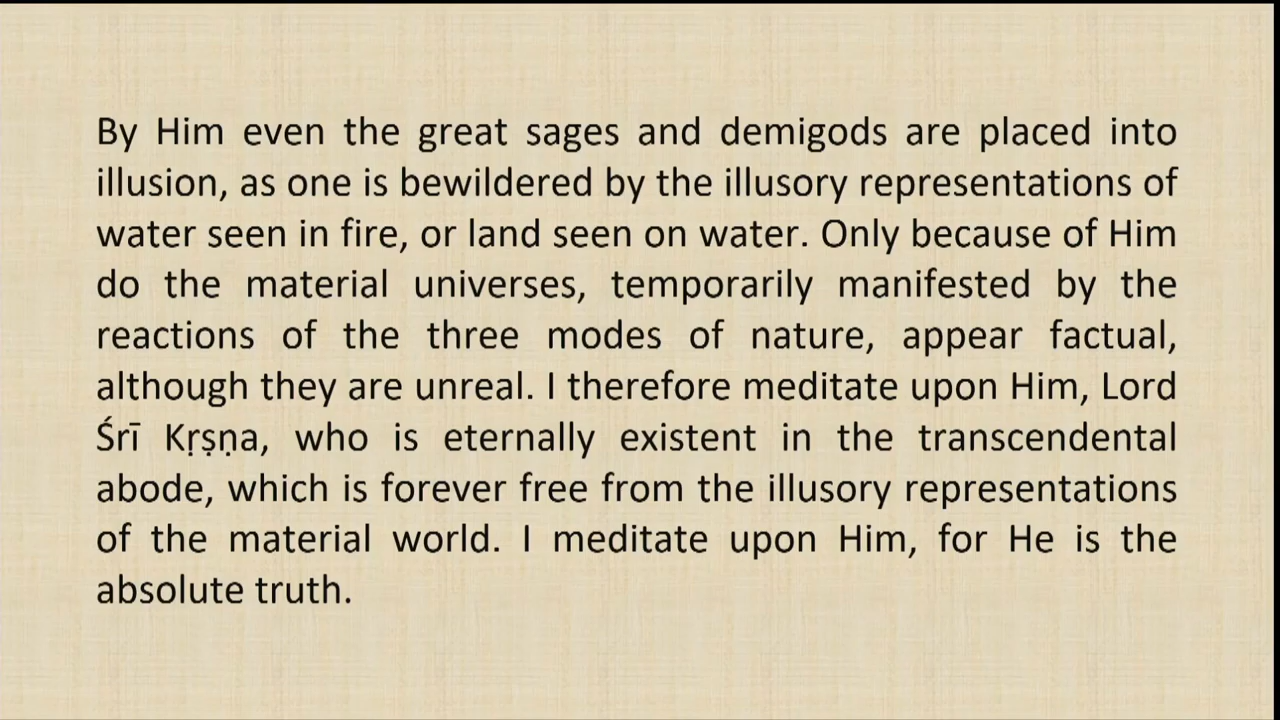 By Him even the great sages and demigods are placed into
illusion, as one is bewildered by the illusory representations of
water seen in fire, or land seen on water. Only because of Him
do the material universes, temporarily manifested by the
reactions of the three modes of nature, appear factual,
although they are unreal. I therefore meditate upon Him, Lord
Śrī Kṛṣṇa, who is eternally existent in the transcendental
abode, which is forever free from the illusory representations
of the material world. I meditate upon Him, for He is the
absolute truth.